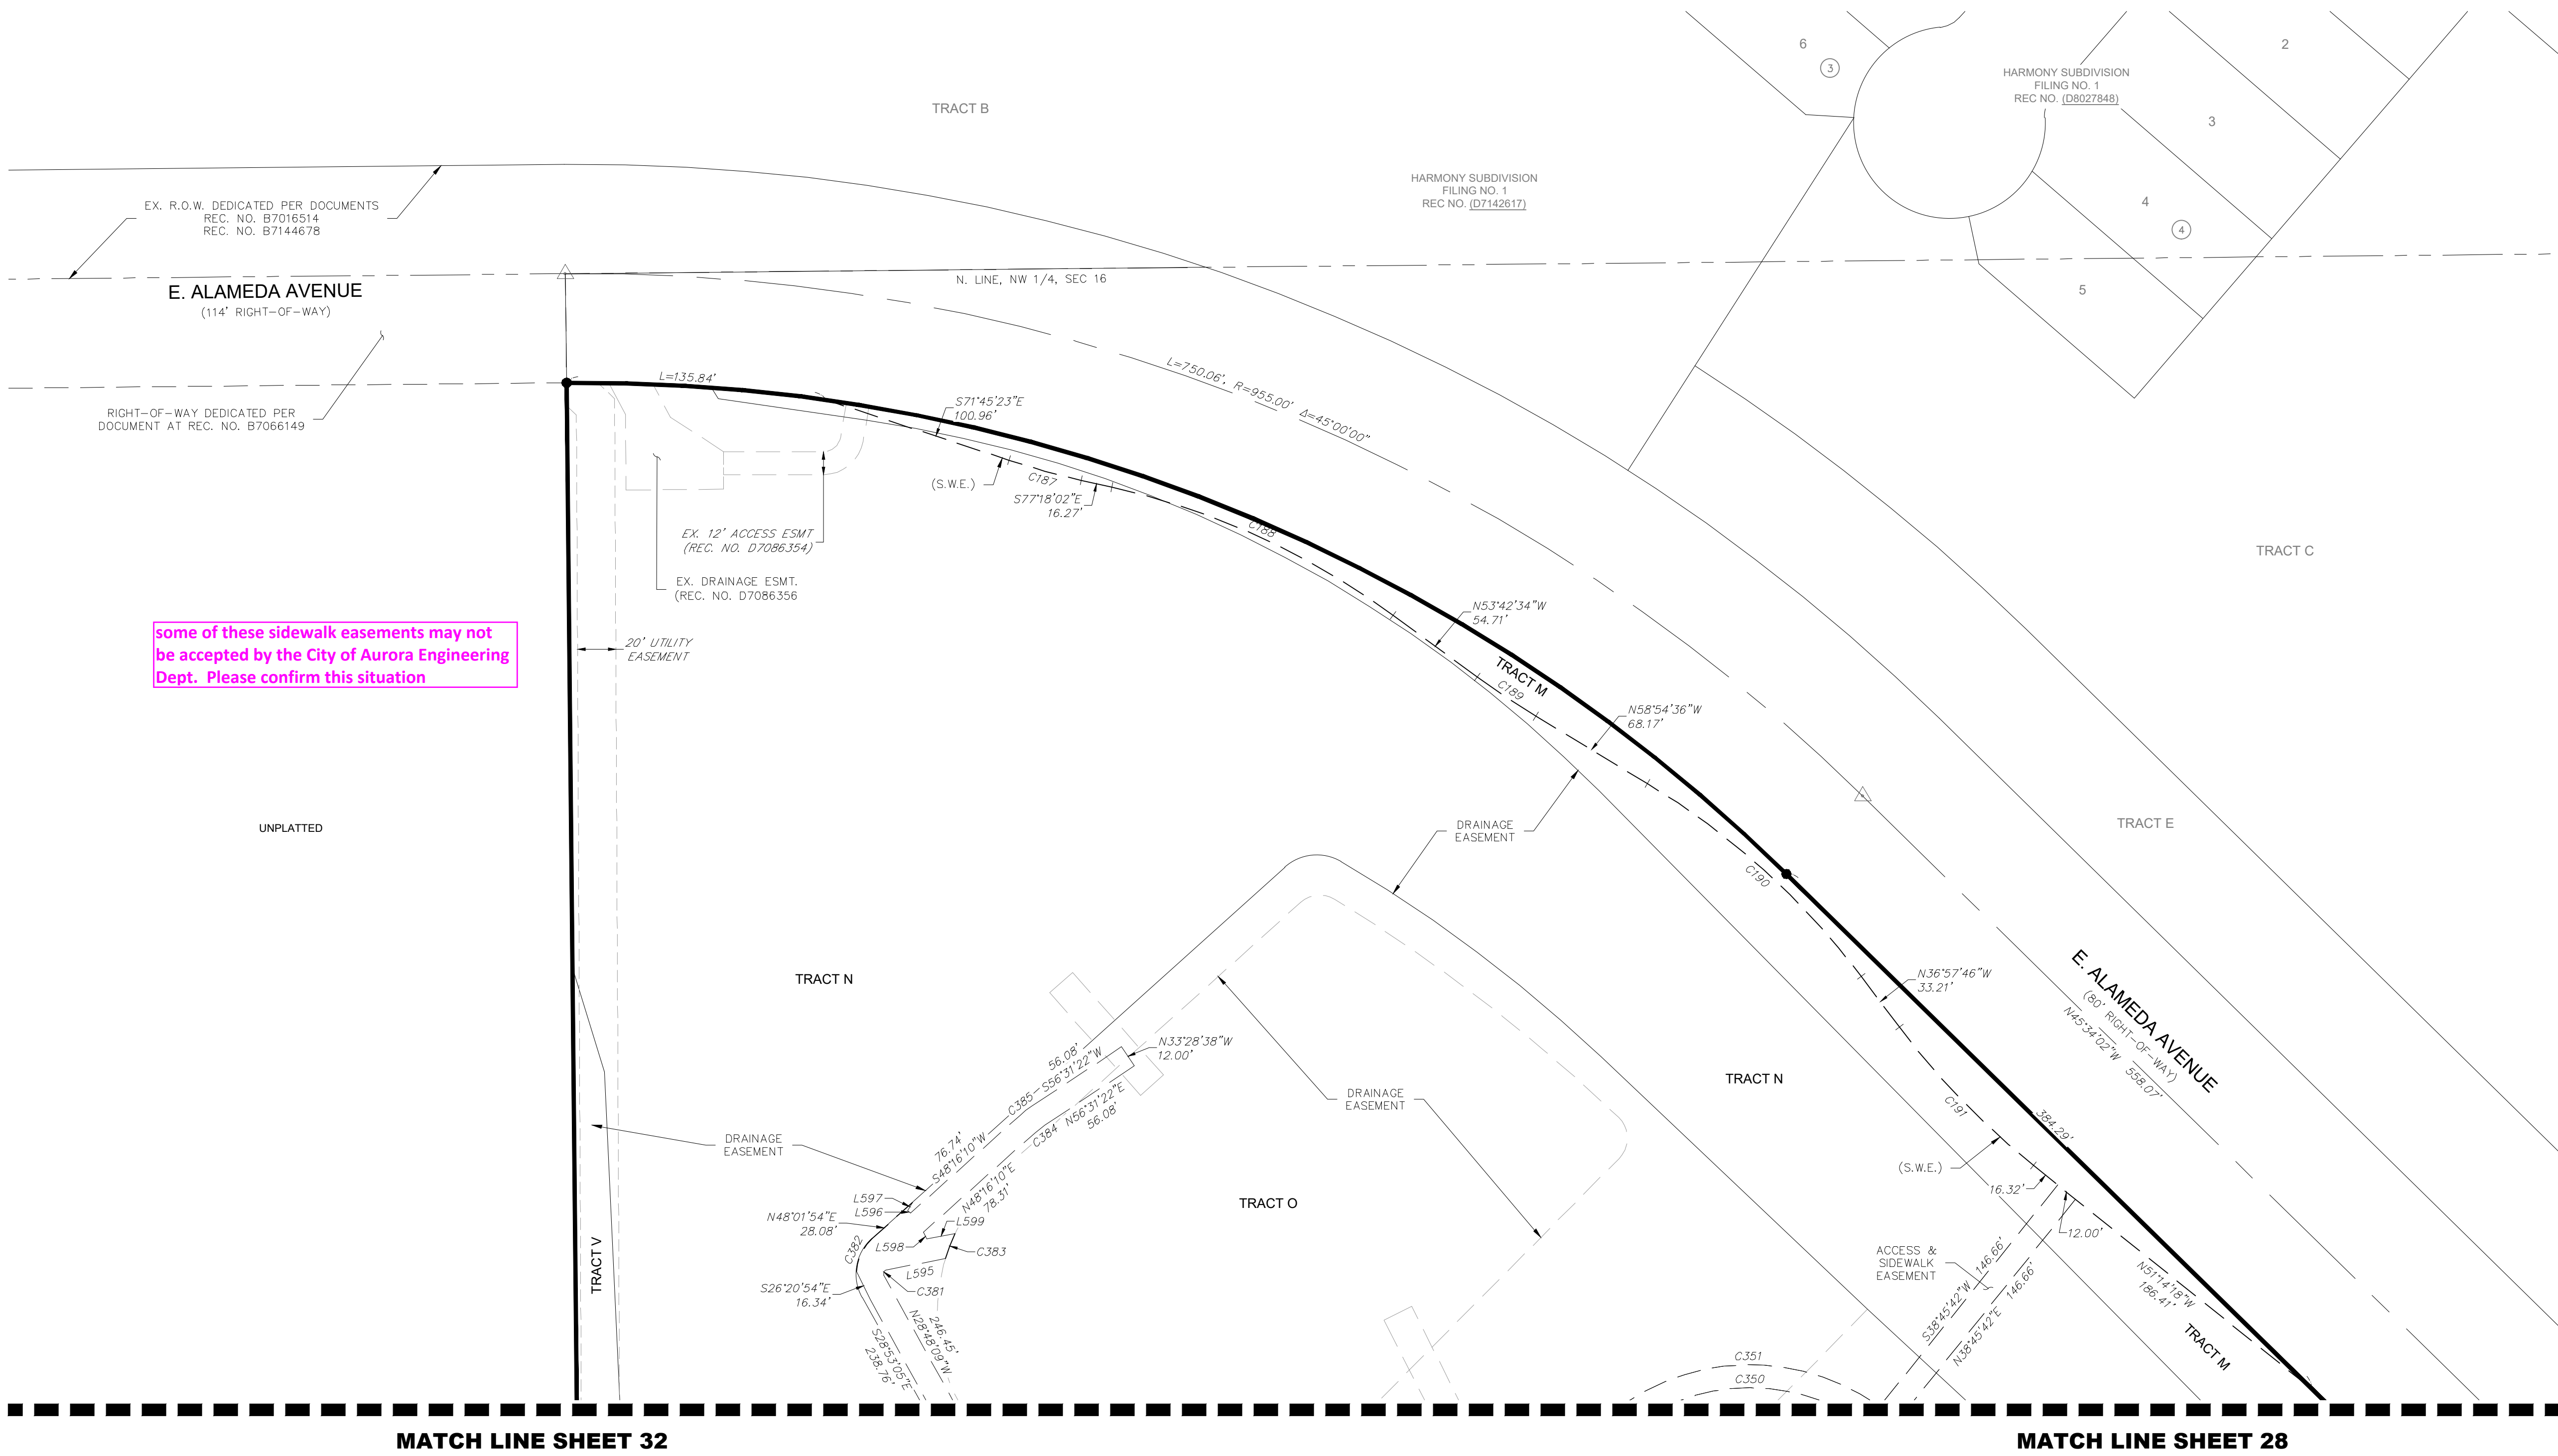 6
3
2
HARMONY SUBDIVISION
FILING NO. 1
REC NO. (D8027848)
TRACT B
3
HARMONY SUBDIVISION
FILING NO. 1
REC NO. (D7142617)
4
4
EX. R.O.W. DEDICATED PER DOCUMENTS
REC. NO. B7016514
REC. NO. B7144678
N. LINE, NW 1/4, SEC 16
E. ALAMEDA AVENUE
(114' RIGHT-OF-WAY)
5
L=135.84'
L=750.06', R=955.00' Δ=45°00'00"
RIGHT-OF-WAY DEDICATED PER
DOCUMENT AT REC. NO. B7066149
S71°45'23"E
100.96'
(S.W.E.)
C187
S77°18'02"E
16.27'
C188
EX. 12' ACCESS ESMT
(REC. NO. D7086354)
TRACT C
EX. DRAINAGE ESMT.
(REC. NO. D7086356
N53°42'34"W
54.71'
some of these sidewalk easements may not
be accepted by the City of Aurora Engineering
Dept. Please confirm this situation
20' UTILITY
EASEMENT
TRACT M
C189
N58°54'36"W
68.17'
UNPLATTED
DRAINAGE
EASEMENT
TRACT E
C190
TRACT N
N36°57'46"W
33.21'
E. ALAMEDA AVENUE
(80' RIGHT-OF-WAY)
N45°34'02"W 558.07'
56.08'
S56°31'22"W
N33°28'38"W
12.00'
C385
TRACT N
DRAINAGE
EASEMENT
N56°31'22"E
56.08'
C384
C191
384.29'
DRAINAGE
EASEMENT
76.74'
S48°16'10"W
N48°16'10"E
78.31'
(S.W.E.)
16.32'
L597
L596
TRACT O
N48°01'54"E
28.08'
L599
L598
C382
C383
12.00'
ACCESS &
SIDEWALK
EASEMENT
TRACT V
L595
C381
S26°20'54"E
16.34'
S38°45'42"W 146.66'
N38°45'42"E 146.66'
N51°14'18"W
186.41'
246.45'
N28°48'09"W
S28°53'05"E
238.76'
TRACT M
C351
C350
MATCH LINE SHEET 32
MATCH LINE SHEET 28